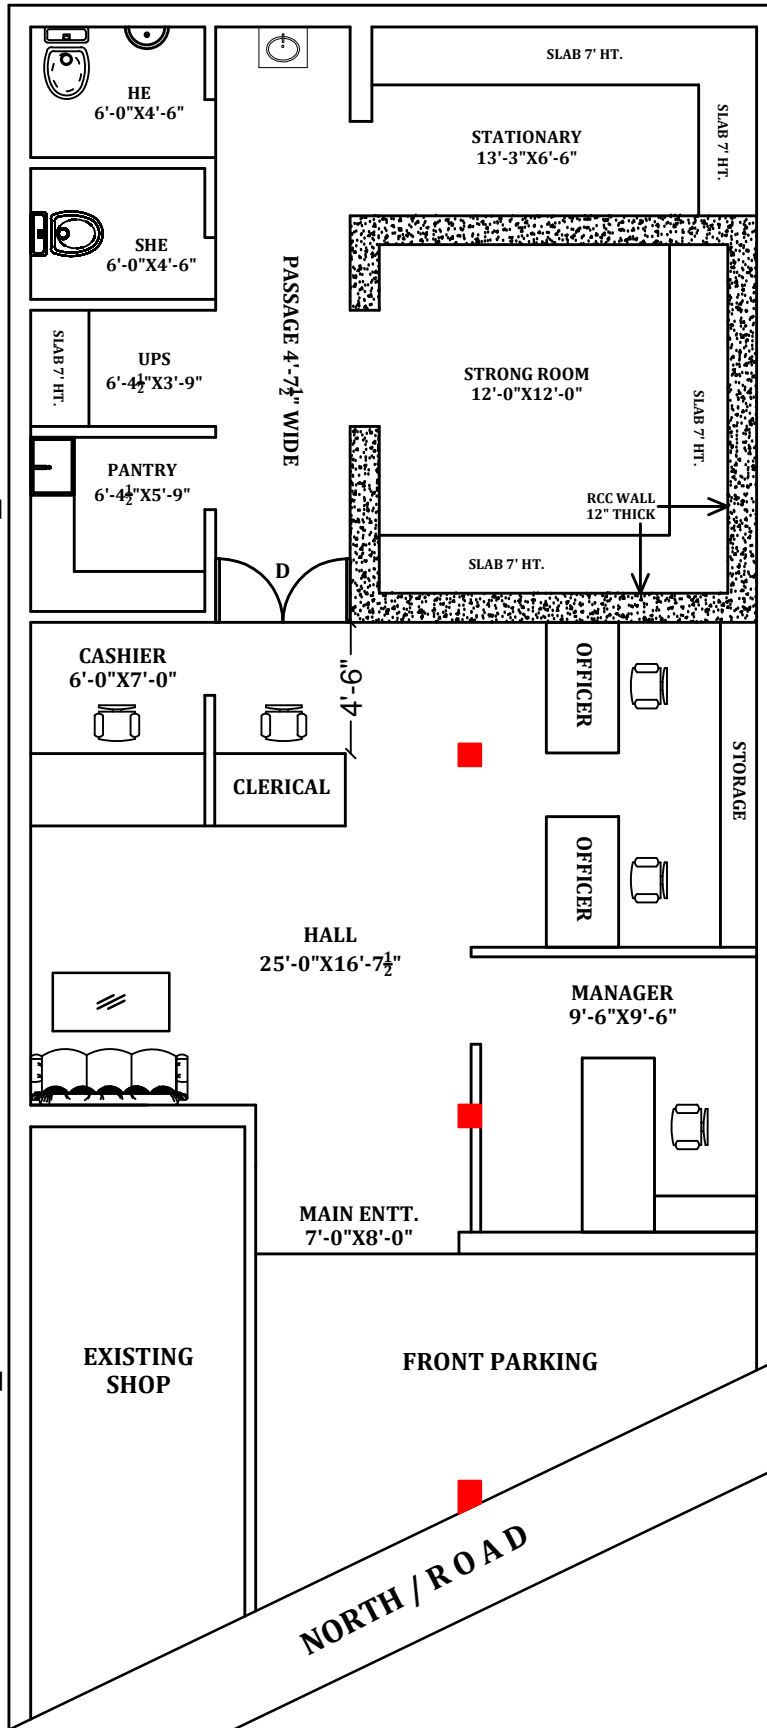 HE
6'-0"X4'-6"
SLAB 7' HT.
STATIONARY
13'-3"X6'-6"
SLAB 7' HT.
SHE
6'-0"X4'-6"
PASSAGE 4'-7½" WIDE
SLAB 7' HT.
UPS
6'-4½"X3'-9"
STRONG ROOM
12'-0"X12'-0"
SLAB 7' HT.
PANTRY
6'-4½"X5'-9"
RCC WALL
12" THICK
SLAB 7' HT.
D
CASHIER
6'-0"X7'-0"
4'-6"
OFFICER
CLERICAL
STORAGE
OFFICER
HALL
25'-0"X16'-7½"
MANAGER
9'-6"X9'-6"
MAIN ENTT.
7'-0"X8'-0"
EXISTING
SHOP
FRONT PARKING
NORTH / ROAD